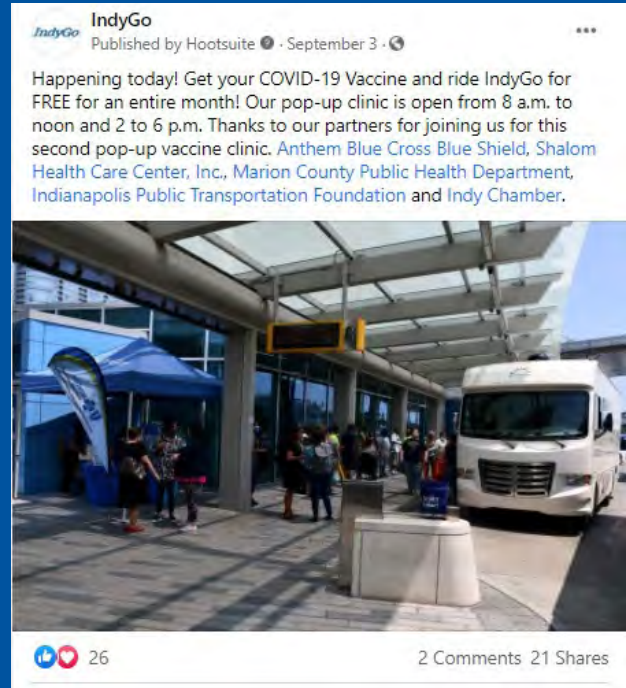 IndyGo
IndyGo
Published by Hootsuite · September 3 ·
Happening today! Get your COVID-19 Vaccine and ride IndyGo for
FREE for an entire month! Our pop-up clinic is open from 8 a.m. to
noon and 2 to 6 p.m. Thanks to our partners for joining us for this
second pop-up vaccine clinic. Anthem Blue Cross Blue Shield, Shalom
Health Care Center, Inc., Marion County Public Health Department,
Indianapolis Public Transportation Foundation and Indy Chamber.
26
2 Comments 21 Shares